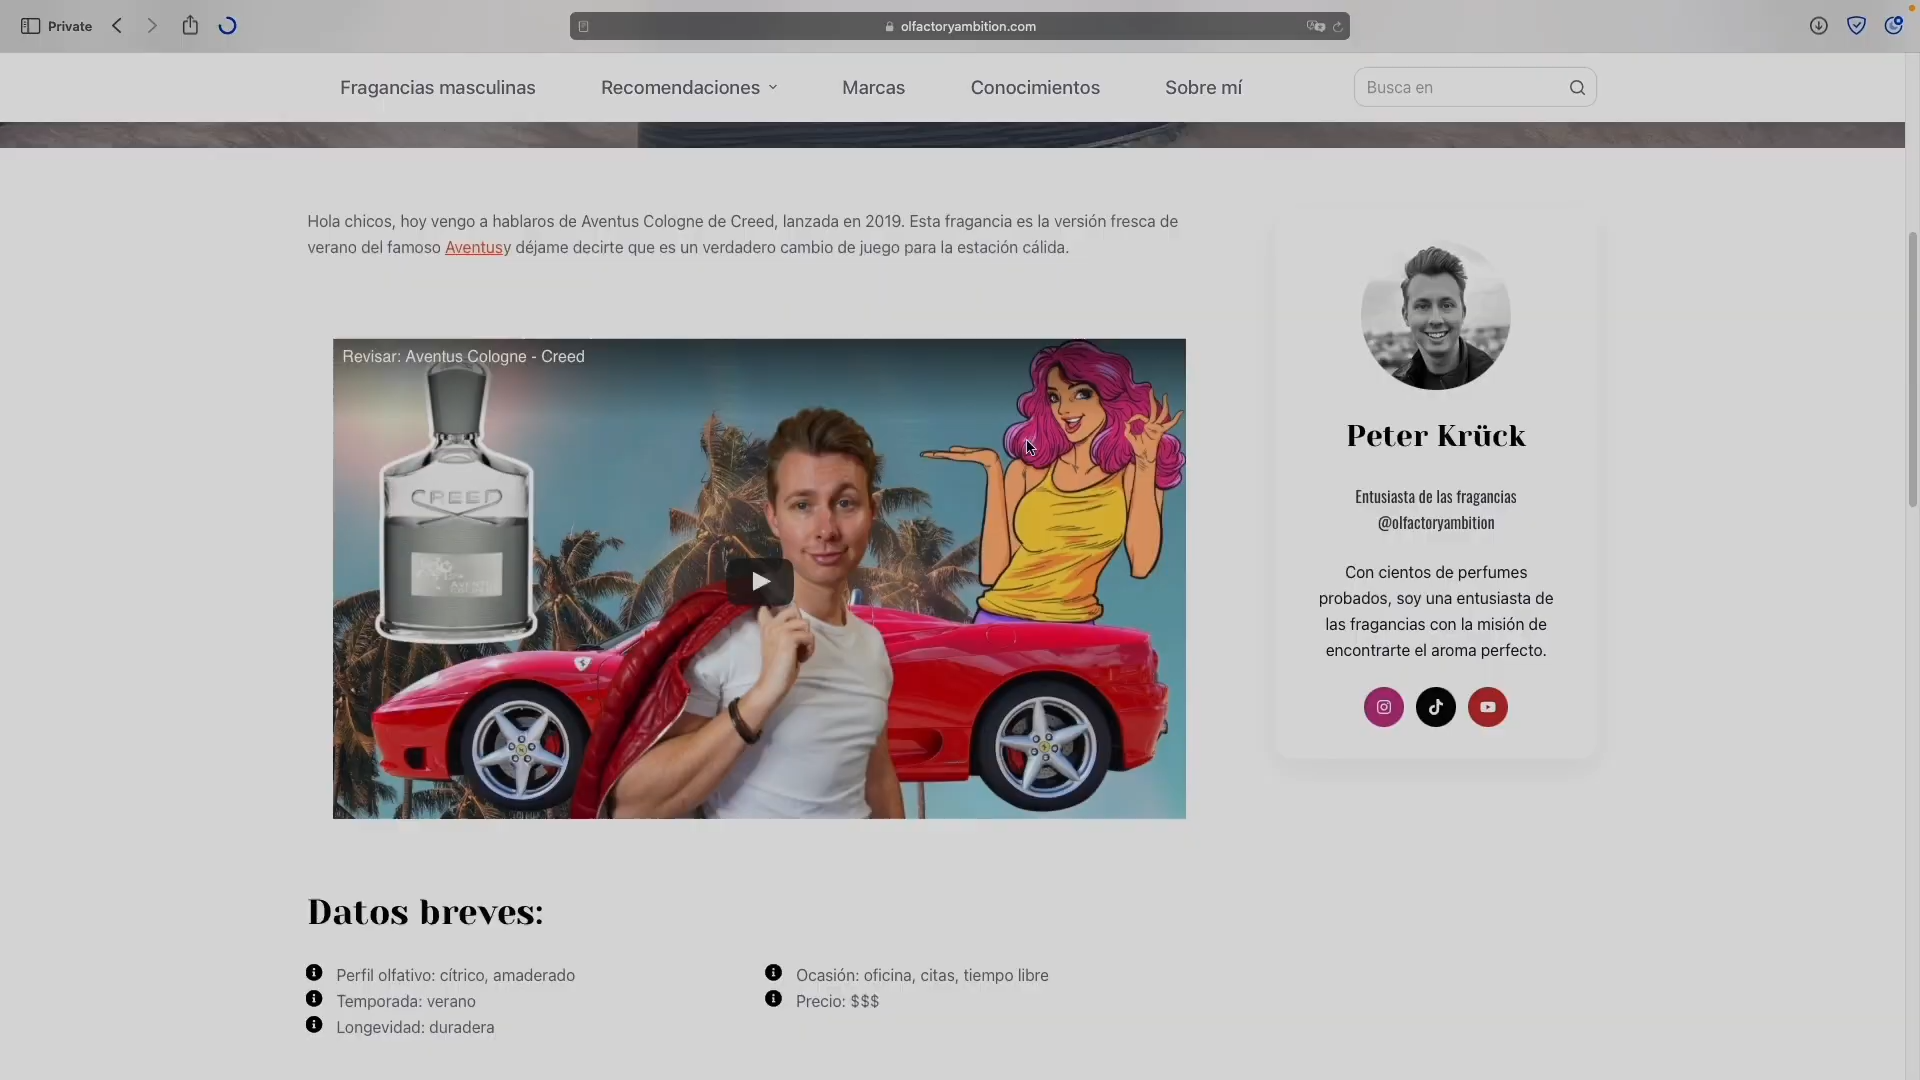 Private
olfactoryambition.com
Fragancias masculinas
Recomendaciones
Marcas
Conocimientos
Sobre mí
Busca en
Hola chicos, hoy vengo a hablaros de Aventus Cologne de Creed, lanzada en 2019. Esta fragancia es la versión fresca de
verano del famoso Aventusy déjame decirte que es un verdadero cambio de juego para la estación cálida.
Revisar: Aventus Cologne - Creed
CREED
Peter Krück
Entusiasta de las fragancias
@olfactoryambition
Con cientos de perfumes
probados, soy una entusiasta de
las fragancias con la misión de
encontrarte el aroma perfecto.
Datos breves:
Perfil olfativo: cítrico, amaderado
Temporada: verano
Longevidad: duradera
Ocasión: oficina, citas, tiempo libre
Precio: $$$